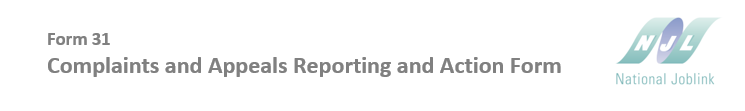 Form 31
Complaints and Appeals Reporting and Action Form
NJL
National Joblink